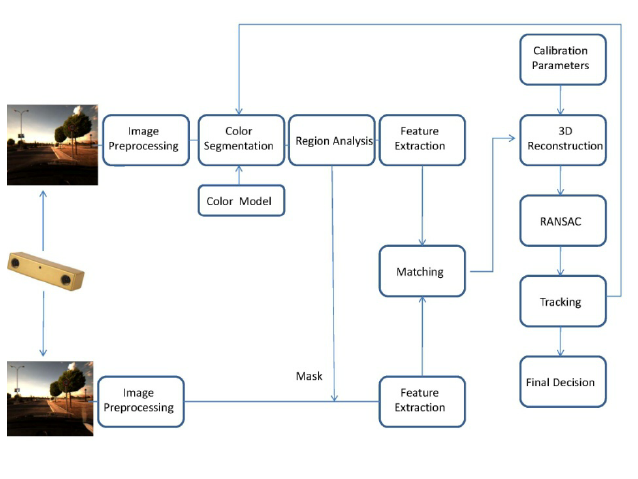 Calibration
Parameters
Image
Preprocessing
Color
Segmentation
Region Analysis
Feature
Extraction
3D
Reconstruction
Color Model
RANSAC
Matching
Tracking
Mask
Image
Preprocessing
Feature
Extraction
Final Decision